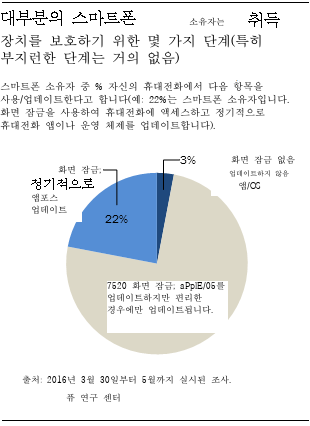 대부분의 스마트폰 소유자는 취득
장치를 보호하기 위한 몇 가지 단계(특히
부지런한 단계는 거의 없음)
스마트폰 소유자 중 % 자신의 휴대전화에서 다음 항목을
사용/업데이트한다고 합니다(예: 22%는 스마트폰 소유자입니다.
화면 잠금을 사용하여 휴대전화에 액세스하고 정기적으로
휴대전화 앱이나 운영 체제를 업데이트합니다).
3%
화면 잠금 없음
업데이트하지 않음
앱/OS
화면 잠금;
정기적으로
앱포스
업데이트
22%
7520 화면 잠금; aPplE/05를
업데이트하지만 편리한
경우에만 업데이트됩니다.
출처: 2016년 3월 30일부터 5월까지 실시된 조사.
퓨 연구 센터